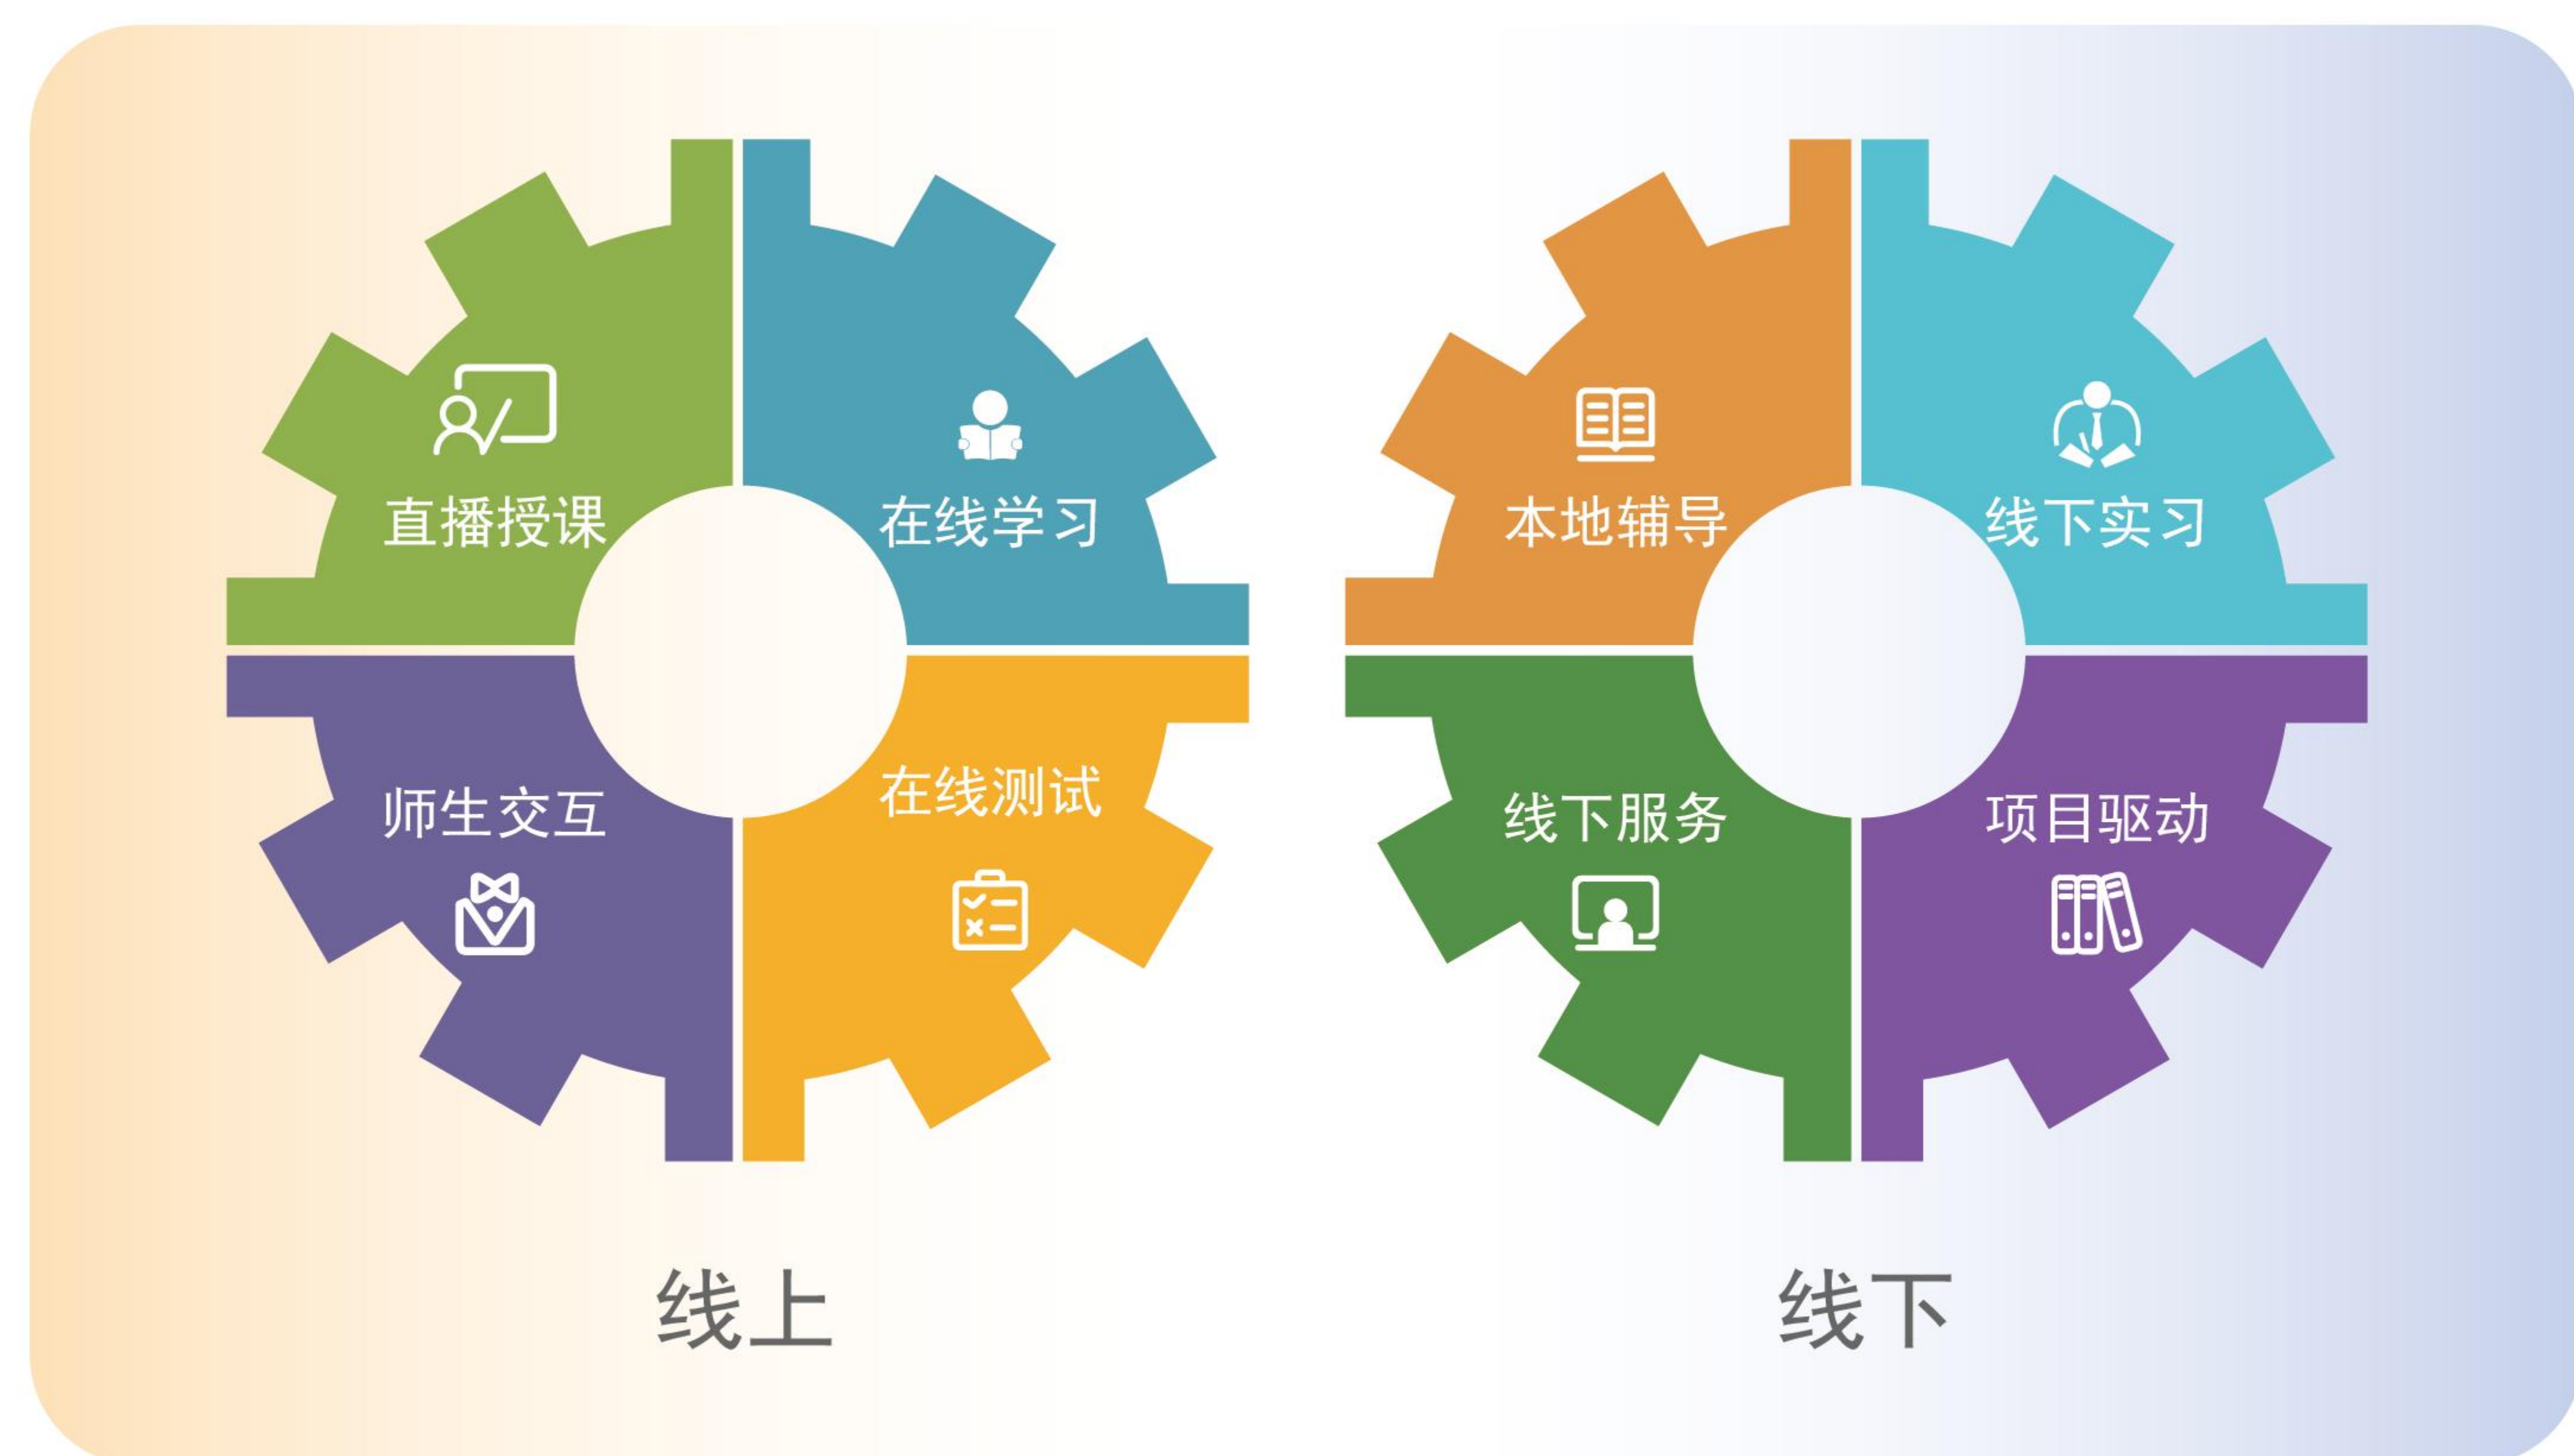 直播授课
在线学习
师生交互
在线测试
线上
本地辅导
线下实习
线下服务
项目驱动
线下